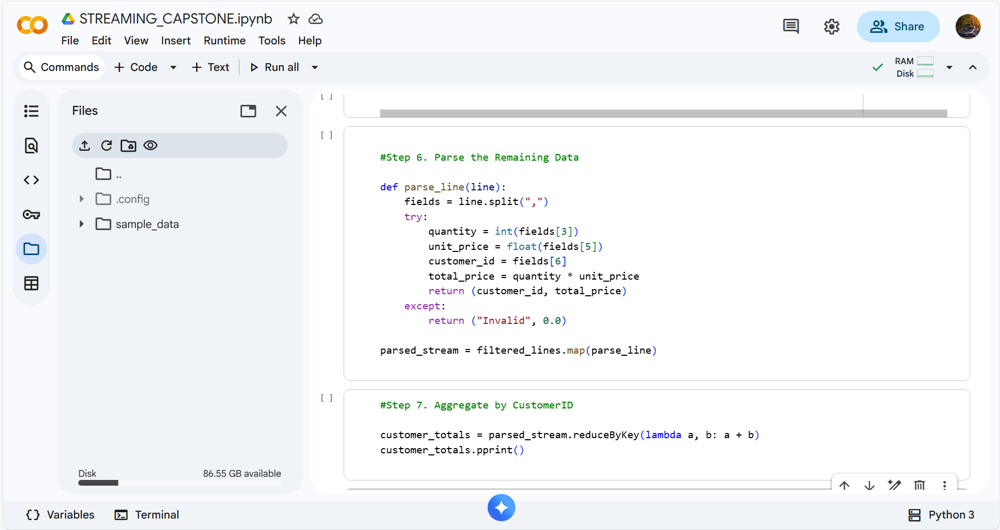 STREAMING_CAPSTONE.ipynb
File Edit View Insert Runtime Tools Help
Share
Commands + Code + Text Run all
RAM
Disk
Files
..
.config
sample_data
Disk 86.55 GB available
[ ]
[ ]
#Step 6. Parse the Remaining Data
def parse_line(line):
    fields = line.split(",")
    try:
        quantity = int(fields[3])
        unit_price = float(fields[5])
        customer_id = fields[6]
        total_price = quantity * unit_price
        return (customer_id, total_price)
    except:
        return ("Invalid", 0.0)
parsed_stream = filtered_lines.map(parse_line)
[ ]
#Step 7. Aggregate by CustomerID
customer_totals = parsed_stream.reduceByKey(lambda a, b: a + b)
customer_totals.pprint()
Variables Terminal Python 3